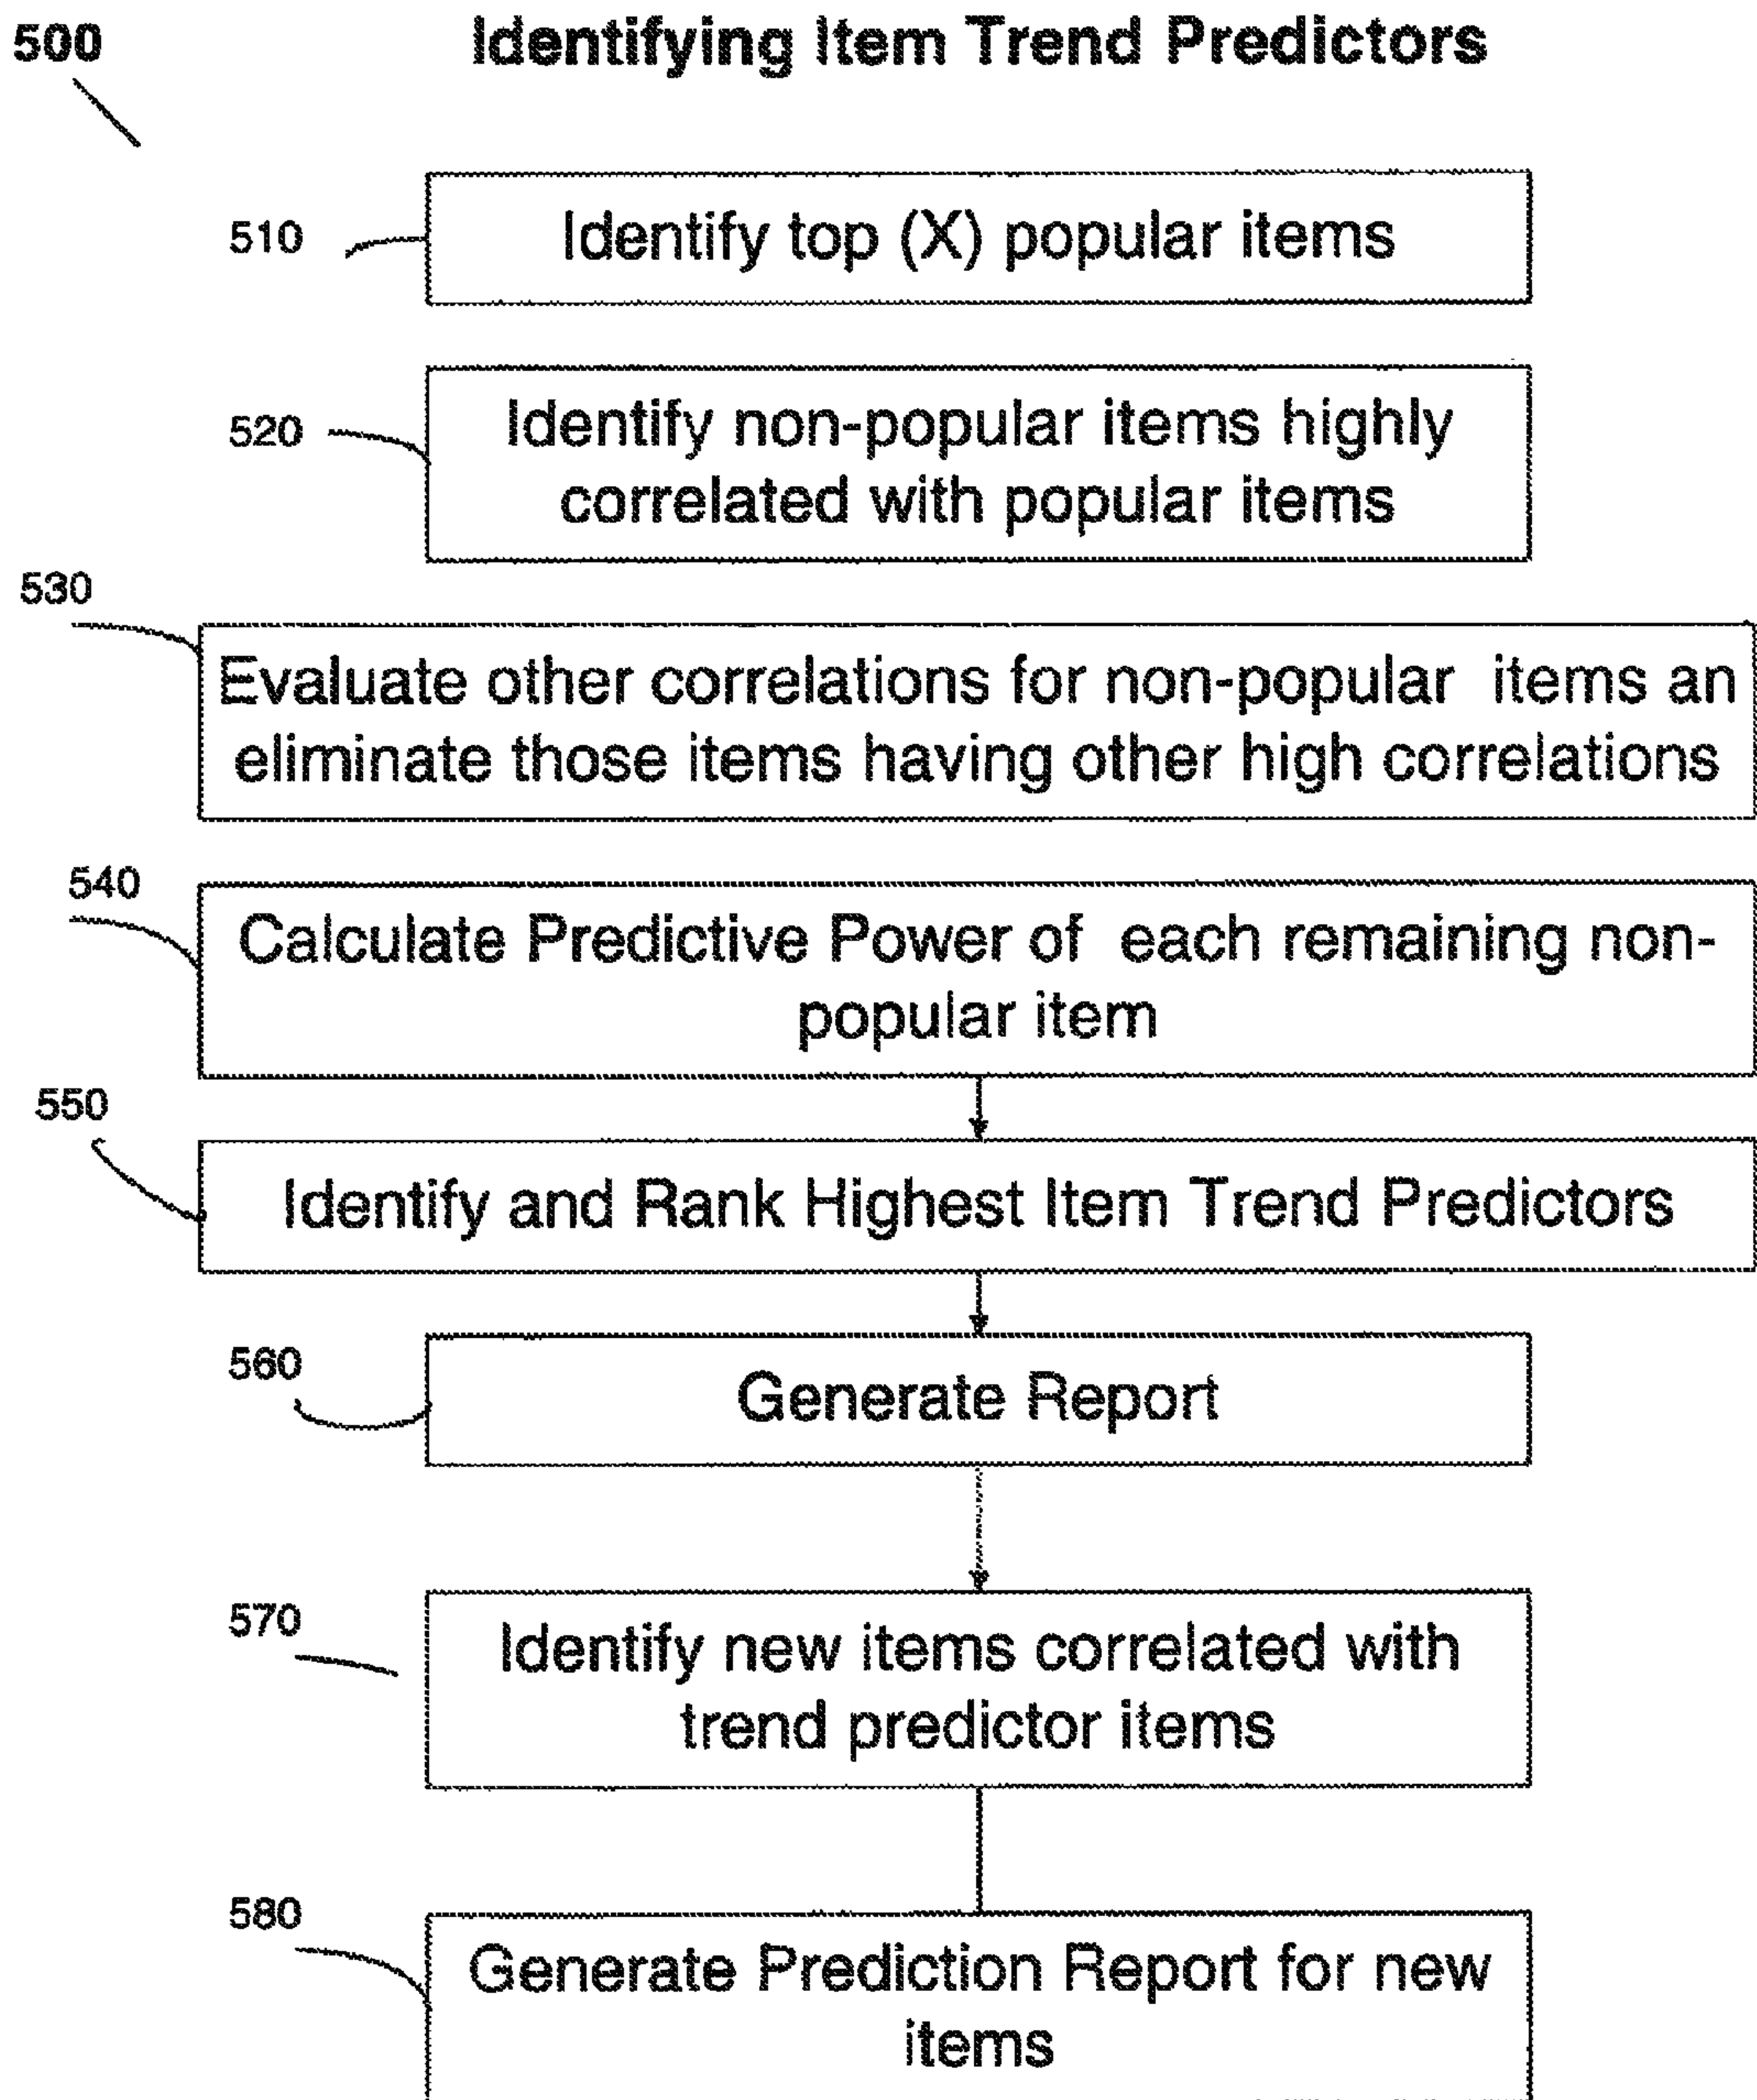 500
Identifying Item Trend Predictors
510
Identify top (X) popular items
520
Identify non-popular items highly
correlated with popular items
530
Evaluate other correlations for non-popular items an
eliminate those items having other high correlations
540
Calculate Predictive Power of each remaining non-
popular item
550
Identify and Rank Highest Item Trend Predictors
560
Generate Report
570
Identify new items correlated with
trend predictor items
580
Generate Prediction Report for new
items